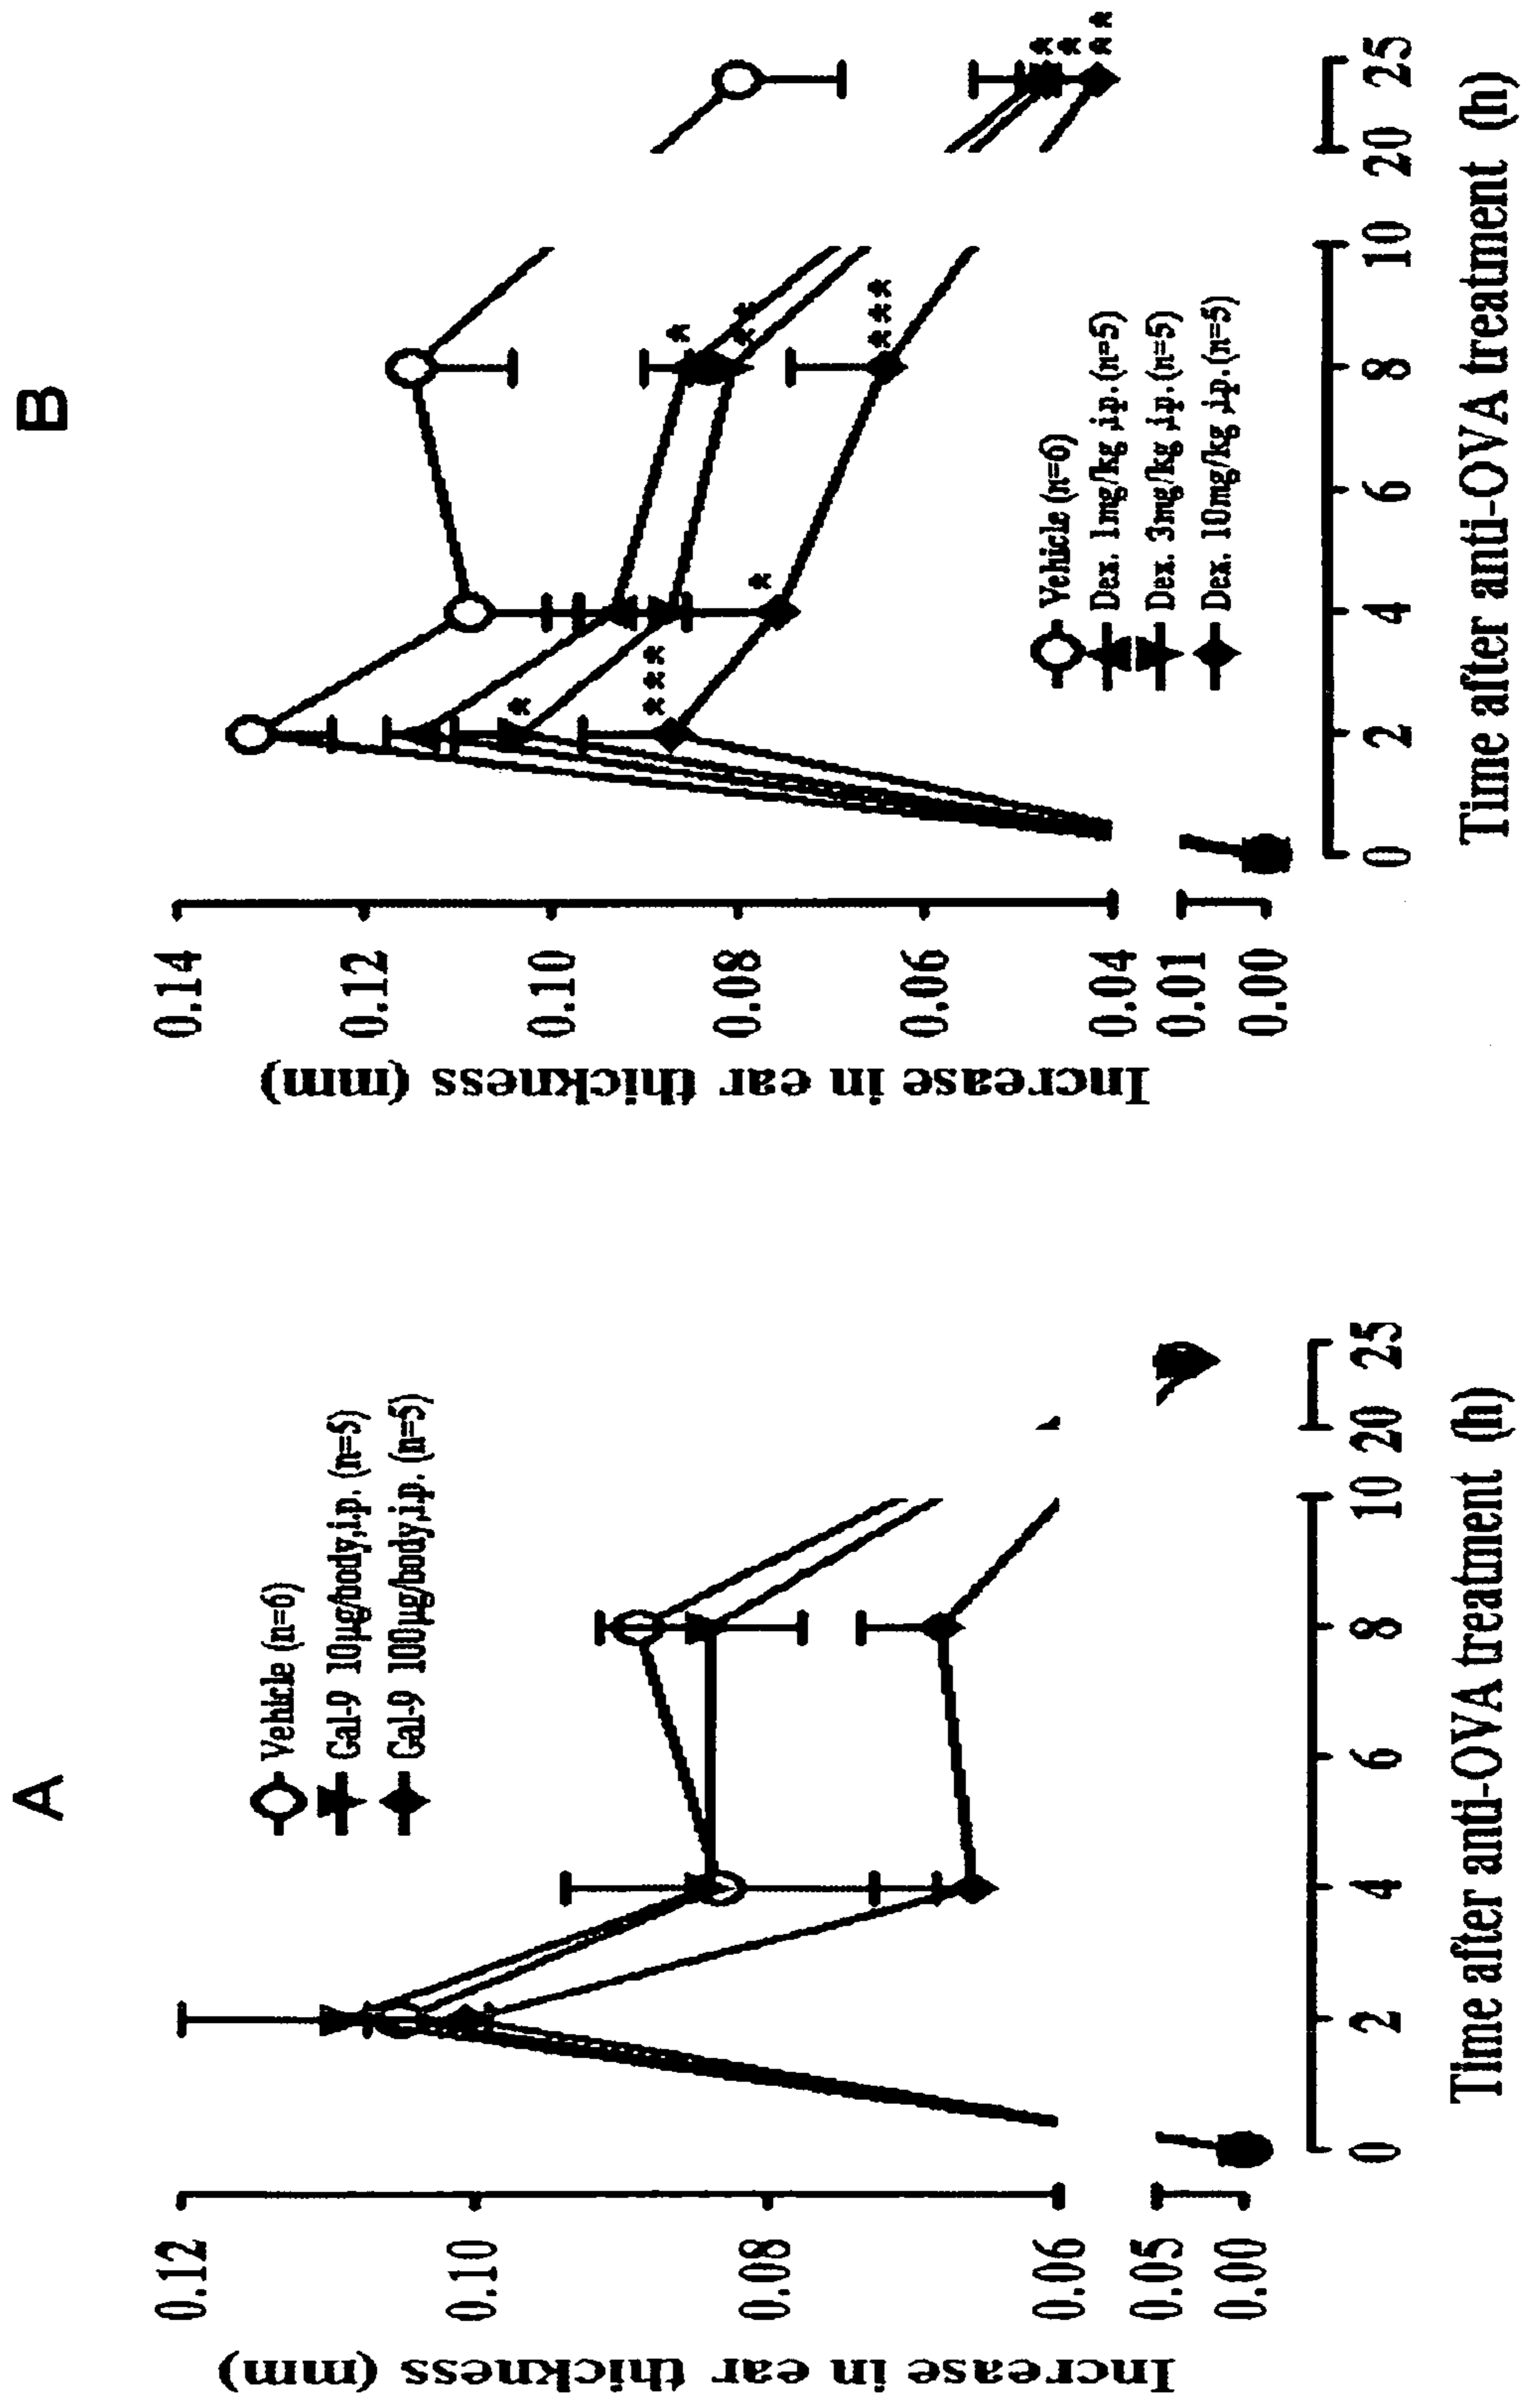 A
Increase in ear thickness (mm)
0.12
0.10
0.08
0.06
0.05
0.00
Vehicle (n=6)
Gal-9 10μg/body,i.p. (n=5)
Gal-9 100μg/body,i.p. (n=5)
0 2 4 6 8 10 20 25
Time after anti-OVA treatment (h)
B
Increase in ear thickness (mm)
0.14
0.12
0.10
0.08
0.06
0.04
0.01
0.00
*
***
*
*
**
***
*
*
**
Vehicle (n=6)
Dex. 1mg/kg ,i.p.(n=5)
Dex. 3mg/kg ,i.p.(n=5)
Dex. 10mg/kg ,i.p.(n=5)
0 2 4 6 8 10 20 25
Time after anti-OVA treatment (h)